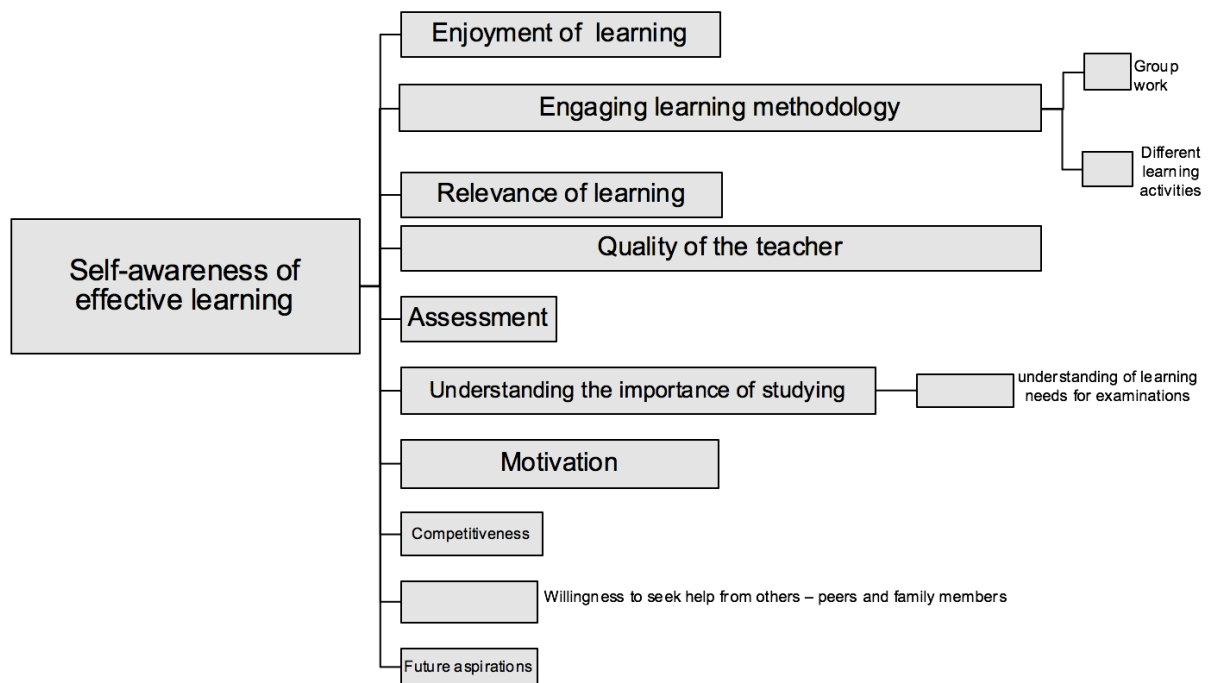 Enjoyment of learning
Group
work
Engaging learning methodology
Different
learning
activities
Relevance of learning
Quality of the teacher
Self-awareness of
effective learning
Assessment
Understanding the importance of studying
understanding of learning
needs for examinations
Motivation
Competitiveness
Willingness to seek help from others – peers and family members
Future aspirations